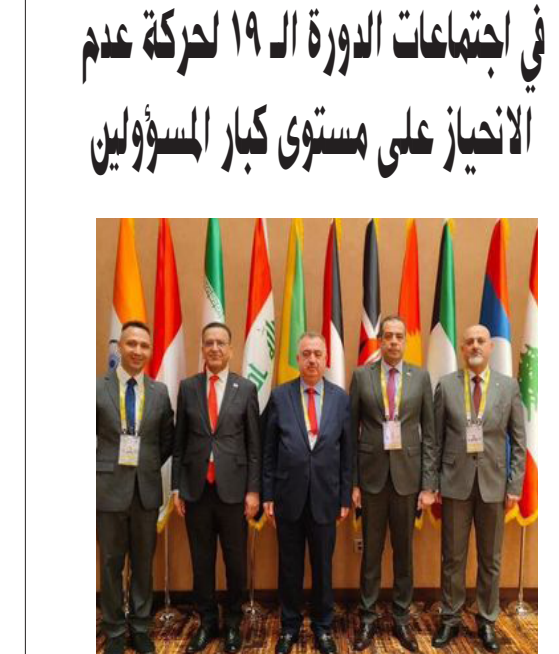 في اجتماعات الدورة الـ ١٩ لحركة عدم
الانحياز على مستوى كبار المسؤولين